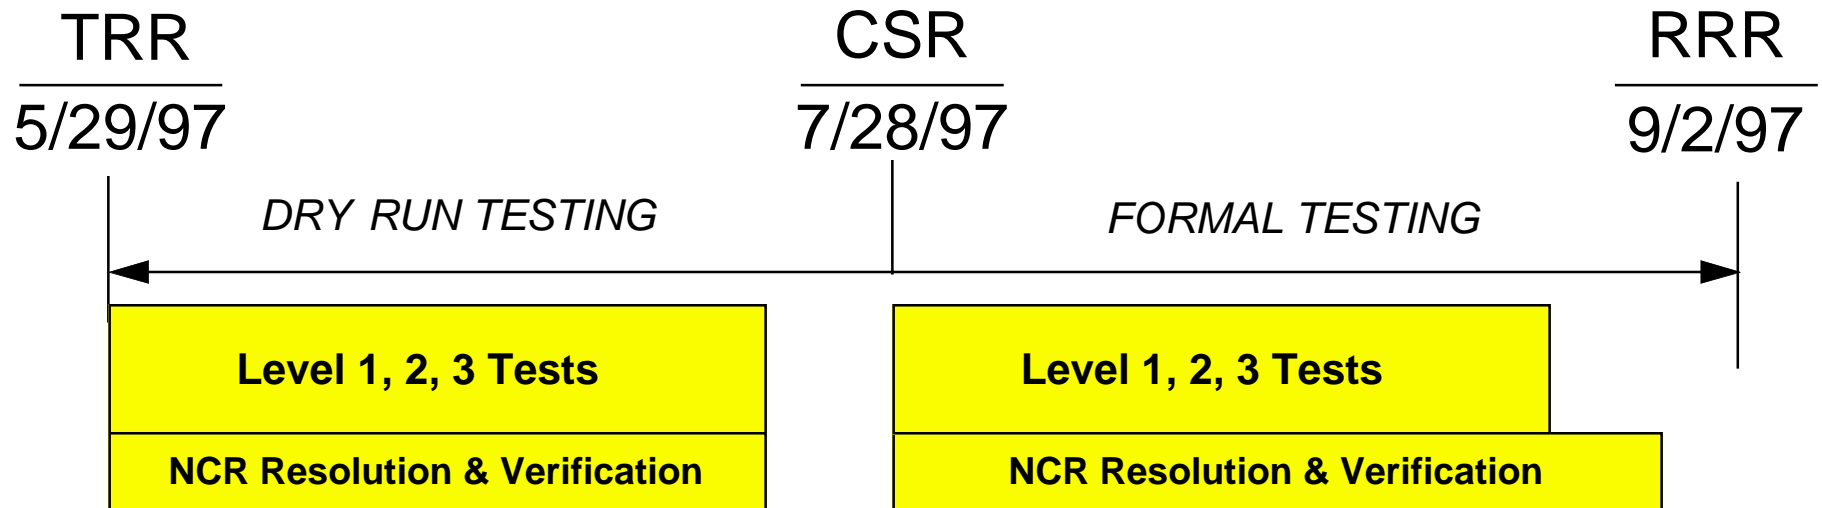 TRR CSR RRR
5/29/97 7/28/97 9/2/97
DRY RUN TESTING FORMAL TESTING
Level 1, 2, 3 Tests Level 1, 2, 3 Tests
NCR Resolution & Verification NCR Resolution & Verification